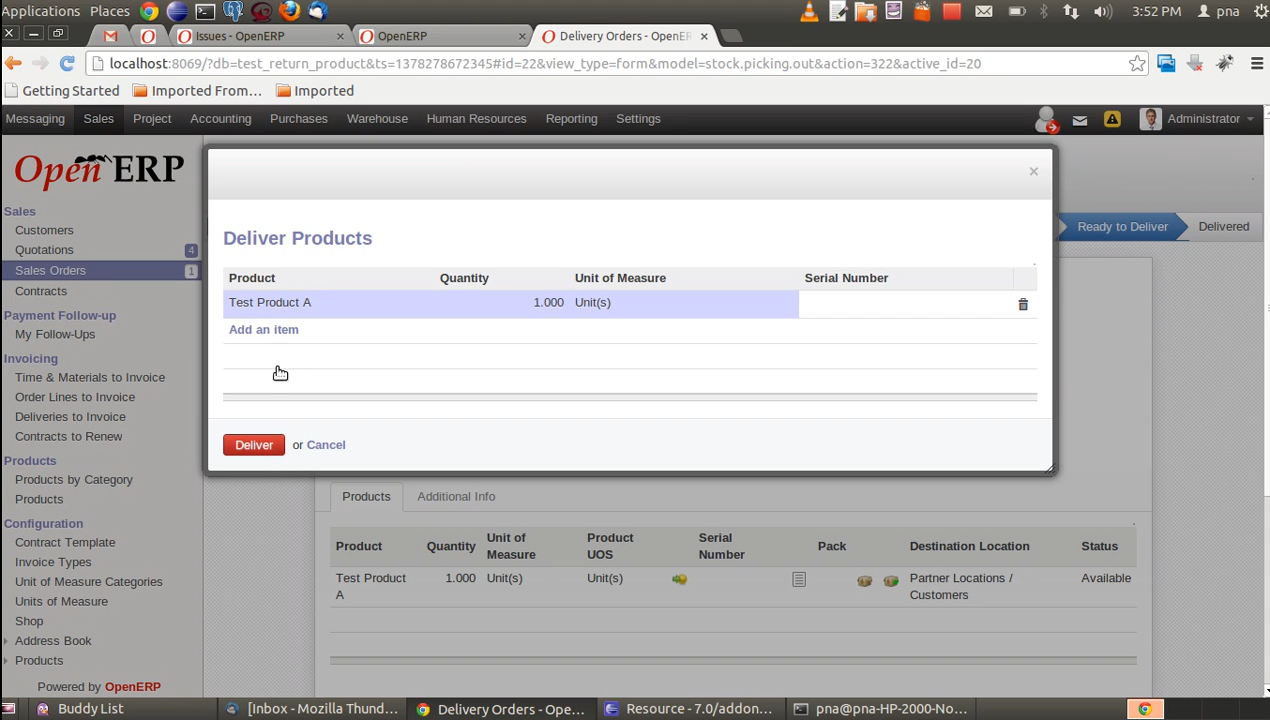 Applications Places 3:52 PM pna
Issues - OpenERP OpenERP Delivery Orders - OpenER
localhost:8069/?db=test_return_product&ts=1378278672345#id=22&view_type=form&model=stock.picking.out&action=322&active_id=20
Getting Started Imported From… Imported
Messaging Sales Project Accounting Purchases Warehouse Human Resources Reporting Settings Administrator
Open ERP
Sales
Customers
Quotations 4
Sales Orders 1
Contracts
Payment Follow-up
My Follow-Ups
Invoicing
Time & Materials to Invoice
Order Lines to Invoice
Deliveries to Invoice
Contracts to Renew
Products
Products by Category
Products
Configuration
Contract Template
Invoice Types
Unit of Measure Categories
Units of Measure
Shop
Address Book
Products
Powered by OpenERP
Ready to Deliver Delivered
Deliver Products
Product Quantity Unit of Measure Serial Number
Test Product A 1.000 Unit(s)
Add an item
Deliver or Cancel
Products Additional Info
Product Quantity Unit of Measure Product UOS Serial Number Pack Destination Location Status
Test Product A 1.000 Unit(s) Unit(s) Partner Locations / Customers Available
Buddy List [Inbox - Mozilla Thund... Delivery Orders - Ope... Resource - 7.0/addon... pna@pna-HP-2000-No...